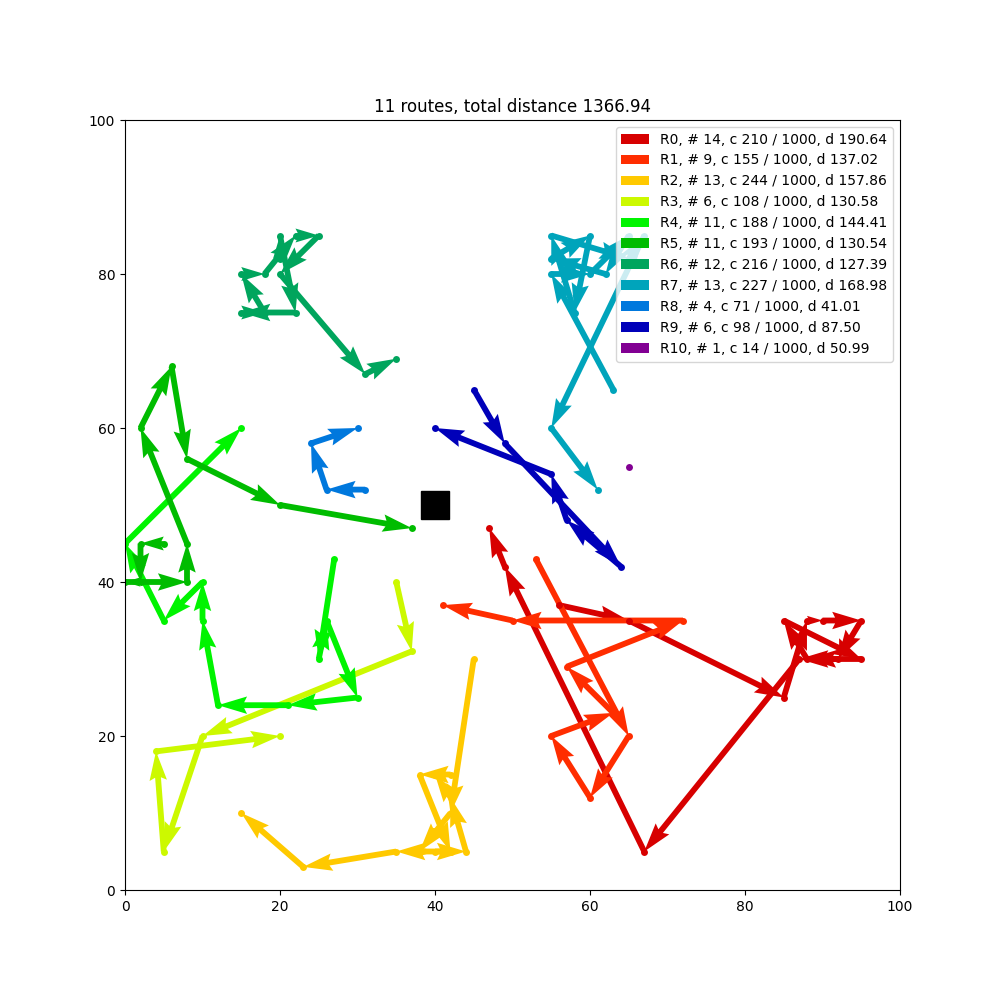 11 routes, total distance 1366.94
R0, # 14, c 210 / 1000, d 190.64
R1, # 9, c 155 / 1000, d 137.02
R2, # 13, c 244 / 1000, d 157.86
R3, # 6, c 108 / 1000, d 130.58
R4, # 11, c 188 / 1000, d 144.41
R5, # 11, c 193 / 1000, d 130.54
R6, # 12, c 216 / 1000, d 127.39
R7, # 13, c 227 / 1000, d 168.98
R8, # 4, c 71 / 1000, d 41.01
R9, # 6, c 98 / 1000, d 87.50
R10, # 1, c 14 / 1000, d 50.99
100
80
60
40
20
0
0 20 40 60 80 100